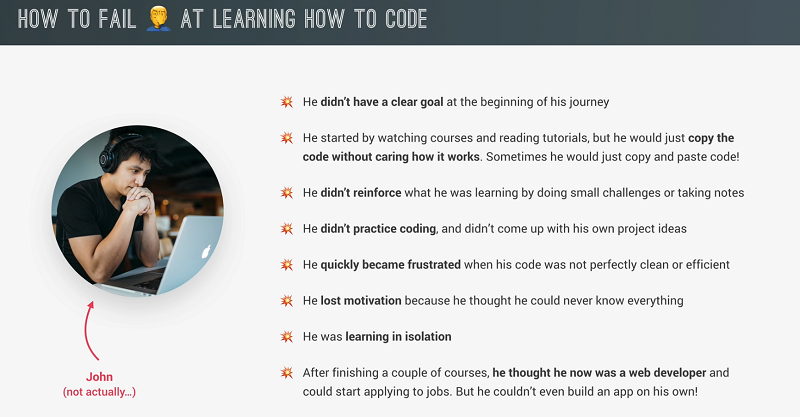 HOW TO FAIL 🤦‍♂️ AT LEARNING HOW TO CODE
He didn't have a clear goal at the beginning of his journey
He started by watching courses and reading tutorials, but he would just copy the
code without caring how it works. Sometimes he would just copy and paste code!
He didn't reinforce what he was learning by doing small challenges or taking notes
He didn't practice coding, and didn't come up with his own project ideas
He quickly became frustrated when his code was not perfectly clean or efficient
He lost motivation because he thought he could never know everything
He was learning in isolation
After finishing a couple of courses, he thought he now was a web developer and
could start applying to jobs. But he couldn't even build an app on his own!
John
(not actually…)